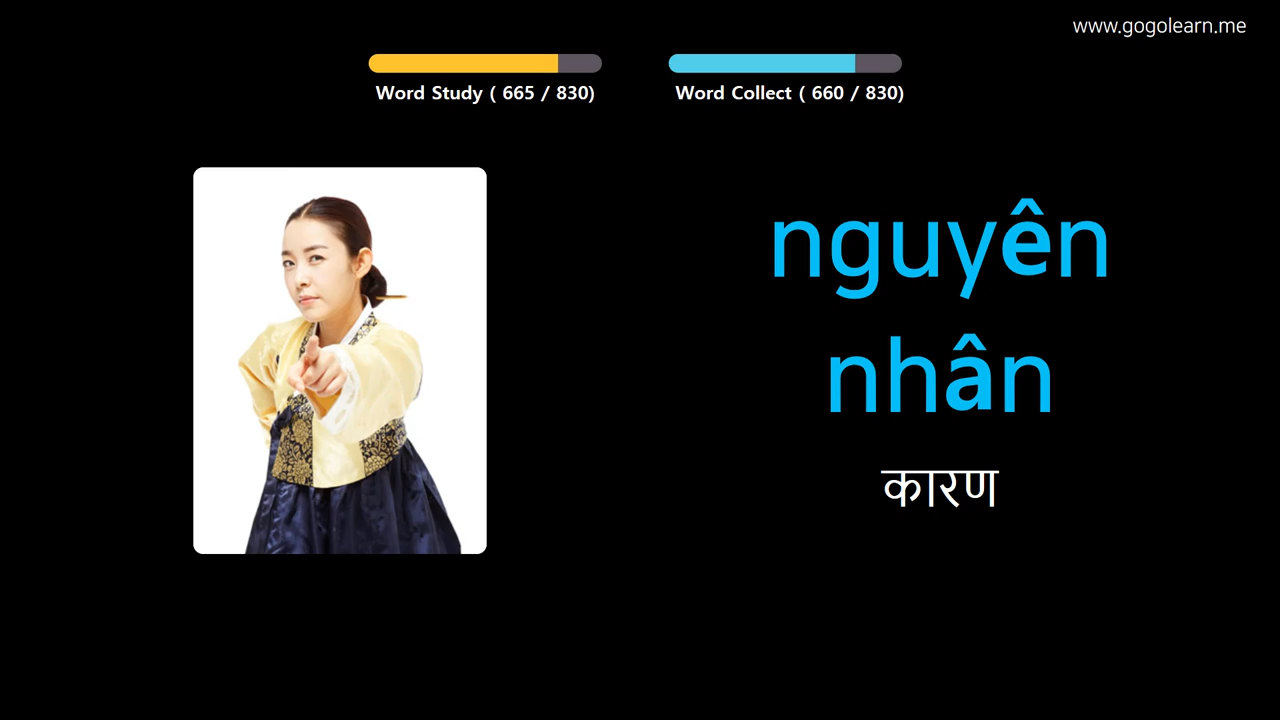 www.gogolearn.me
Word Study ( 665 / 830)
Word Collect ( 660 / 830)
nguyên
nhân
कारण